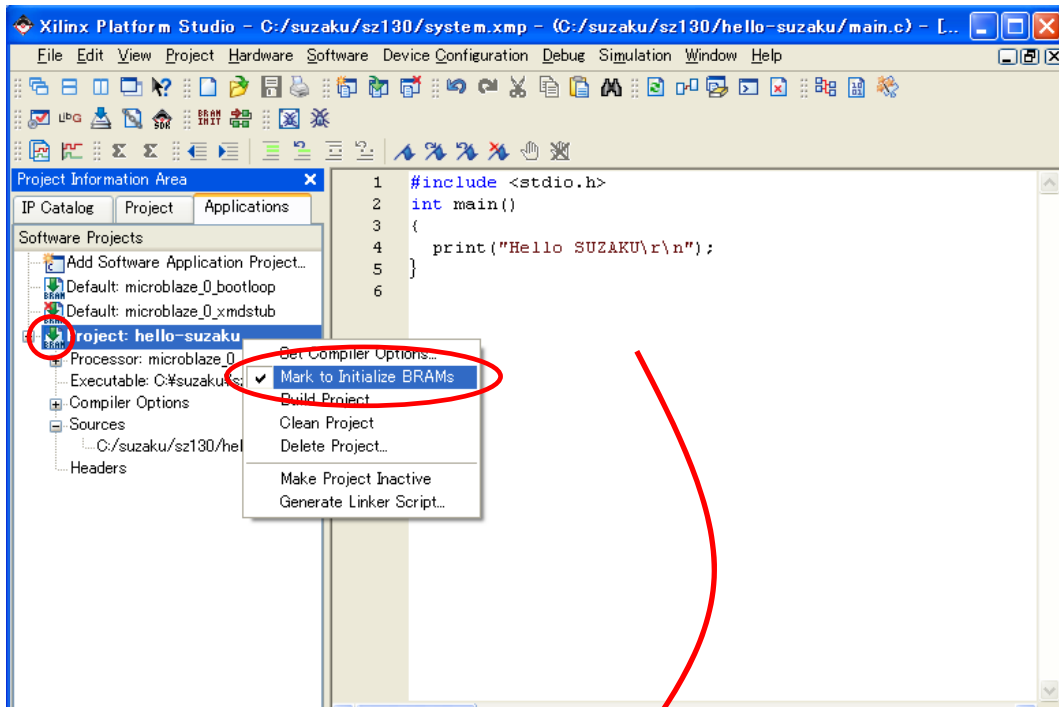 Xilinx Platform Studio - C:/suzaku/sz130/system.xmp - (C:/suzaku/sz130/hello-suzaku/main.c) - [...
File Edit View Project Hardware Software Device Configuration Debug Simulation Window Help
Project Information Area
IP Catalog Project Applications
Software Projects
Add Software Application Project...
Default: microblaze_0_bootloop
Default: microblaze_0_xmdstub
Project: hello-suzaku
Processor: microblaze_0
Executable: C:¥suzaku¥sz
Compiler Options
Sources
C:/suzaku/sz130/hel
Headers
Set Compiler Options...
Mark to Initialize BRAMs
Build Project
Clean Project
Delete Project...
Make Project Inactive
Generate Linker Script...
1 #include <stdio.h>
2 int main()
3 {
4 print("Hello SUZAKU\r\n");
5 }
6